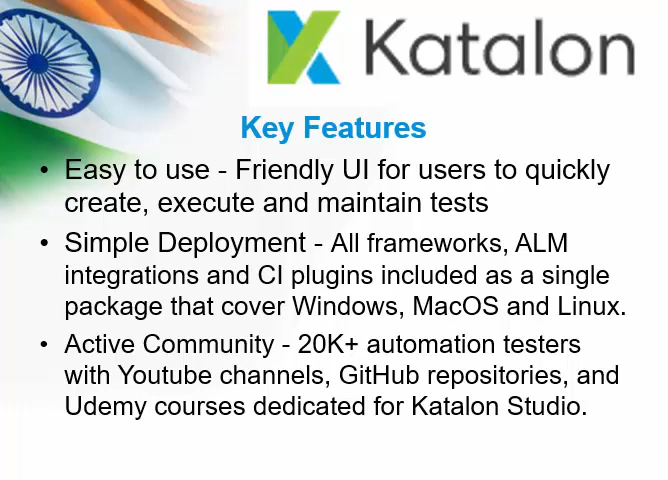 Katalon
Key Features
• Easy to use - Friendly UI for users to quickly
create, execute and maintain tests
• Simple Deployment - All frameworks, ALM
integrations and CI plugins included as a single
package that cover Windows, MacOS and Linux.
• Active Community - 20K+ automation testers
with Youtube channels, GitHub repositories, and
Udemy courses dedicated for Katalon Studio.